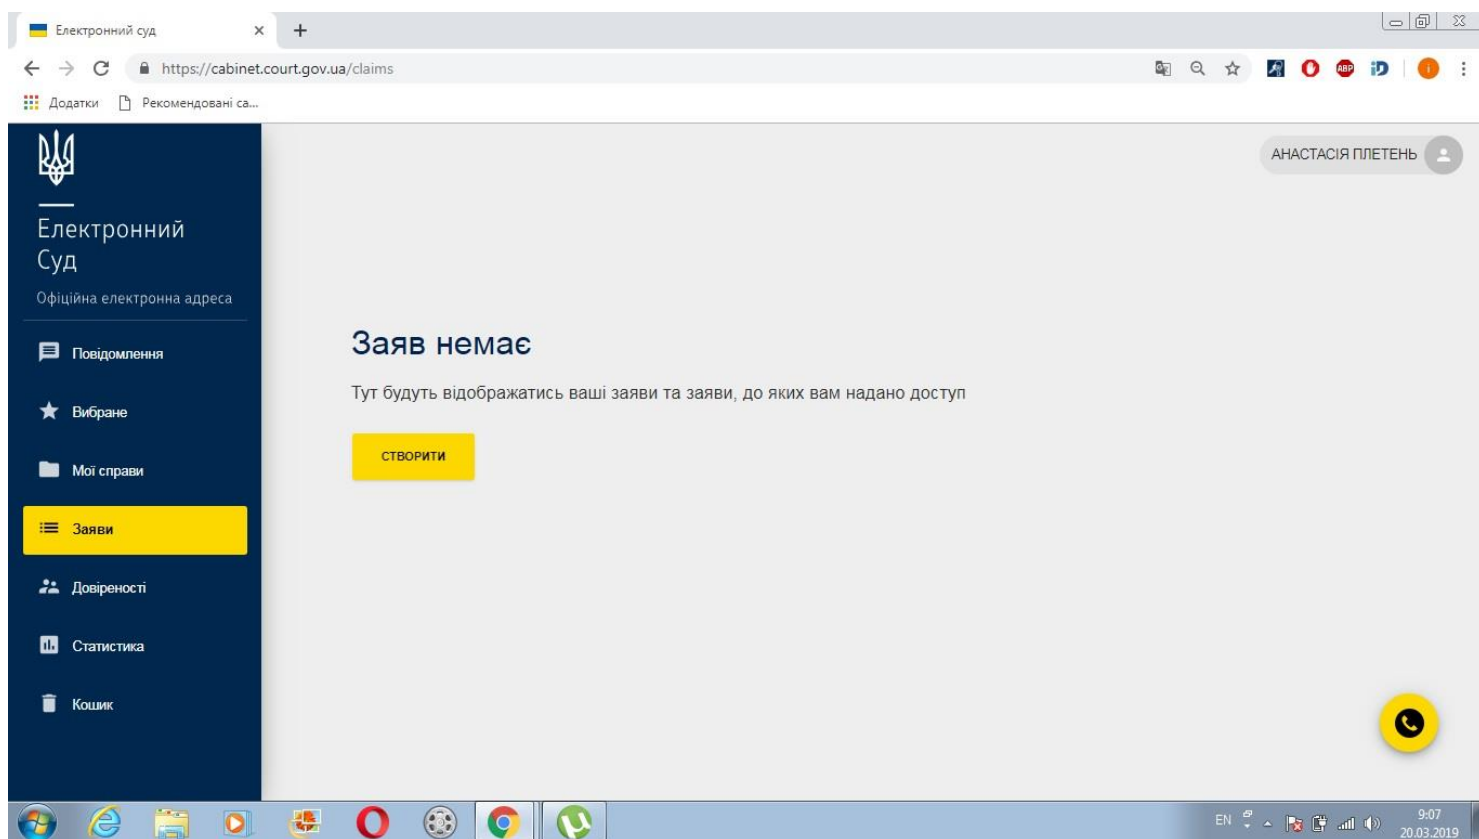 Електронний суд
https://cabinet.court.gov.ua/claims
ABP
Додатки
Рекомендовані са...
АНАСТАСІЯ ПЛЕТЕНЬ
Електронний
Суд
Офіційна електронна адреса
Повідомлення
Вибране
Мої справи
Заяви
Довіреності
Статистика
Кошик
Заяв немає
Тут будуть відображатись ваші заяви та заяви, до яких вам надано доступ
СТВОРИТИ
EN
9:07
20.03.2019